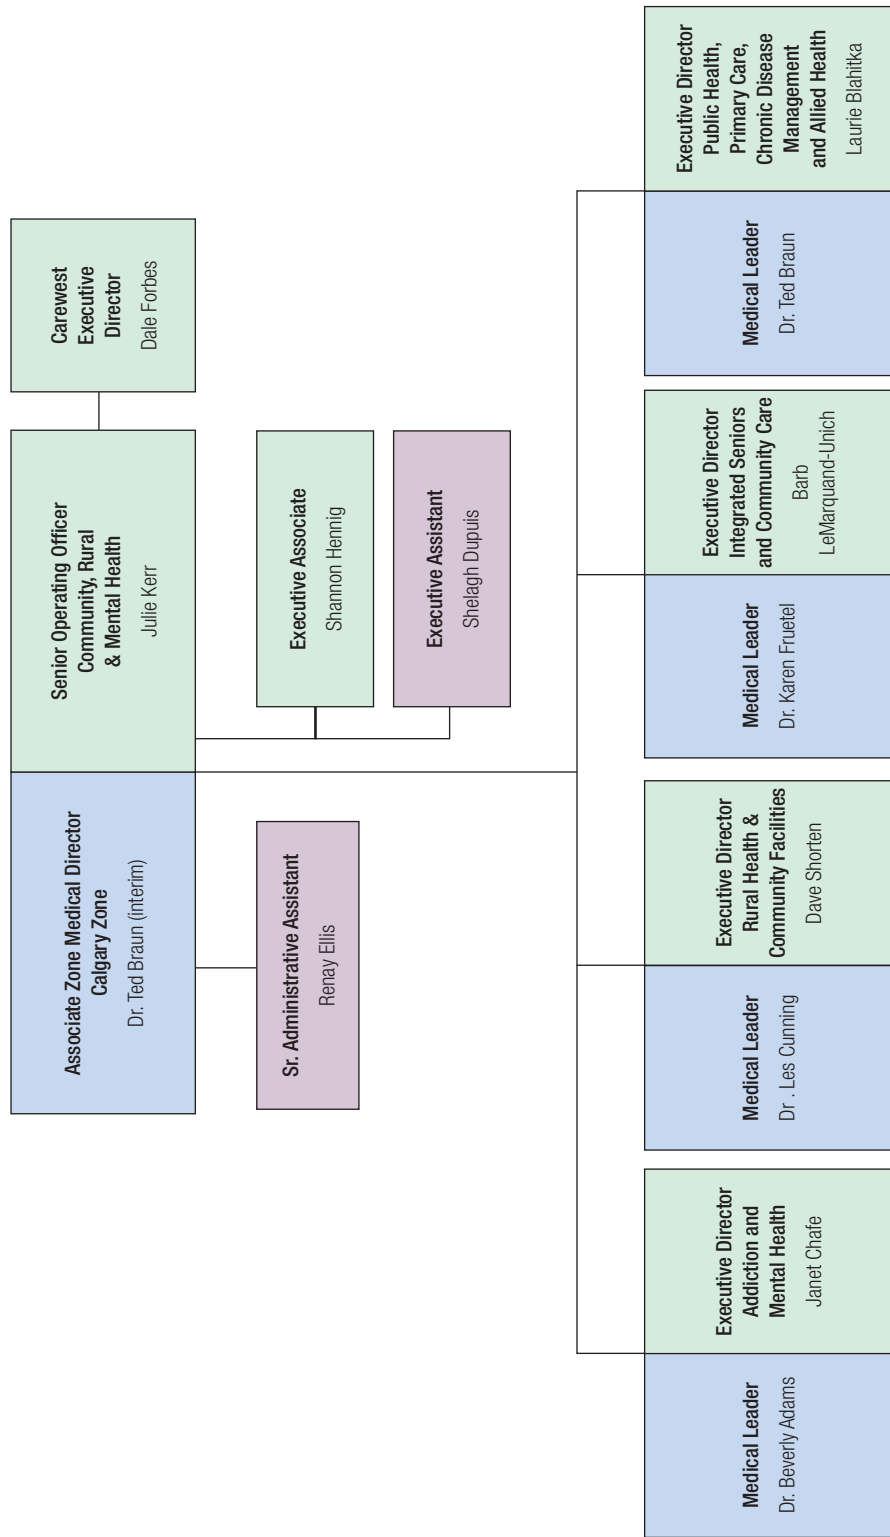 Associate Zone Medical Director
Calgary Zone
Dr. Ted Braun (interim)
Senior Operating Officer
Community, Rural
& Mental Health
Julie Kerr
Carewest
Executive
Director
Dale Forbes
Sr. Administrative Assistant
Renay Ellis
Executive Associate
Shannon Hennig
Executive Assistant
Shelagh Dupuis
Medical Leader
Dr. Beverly Adams
Executive Director
Addiction and
Mental Health
Janet Chafe
Medical Leader
Dr . Les Cunning
Executive Director
Rural Health &
Community Facilities
Dave Shorten
Medical Leader
Dr. Karen Fruetel
Executive Director
Integrated Seniors
and Community Care
Barb
LeMarquand-Unich
Medical Leader
Dr. Ted Braun
Executive Director
Public Health,
Primary Care,
Chronic Disease
Management
and Allied Health
Laurie Blahitka